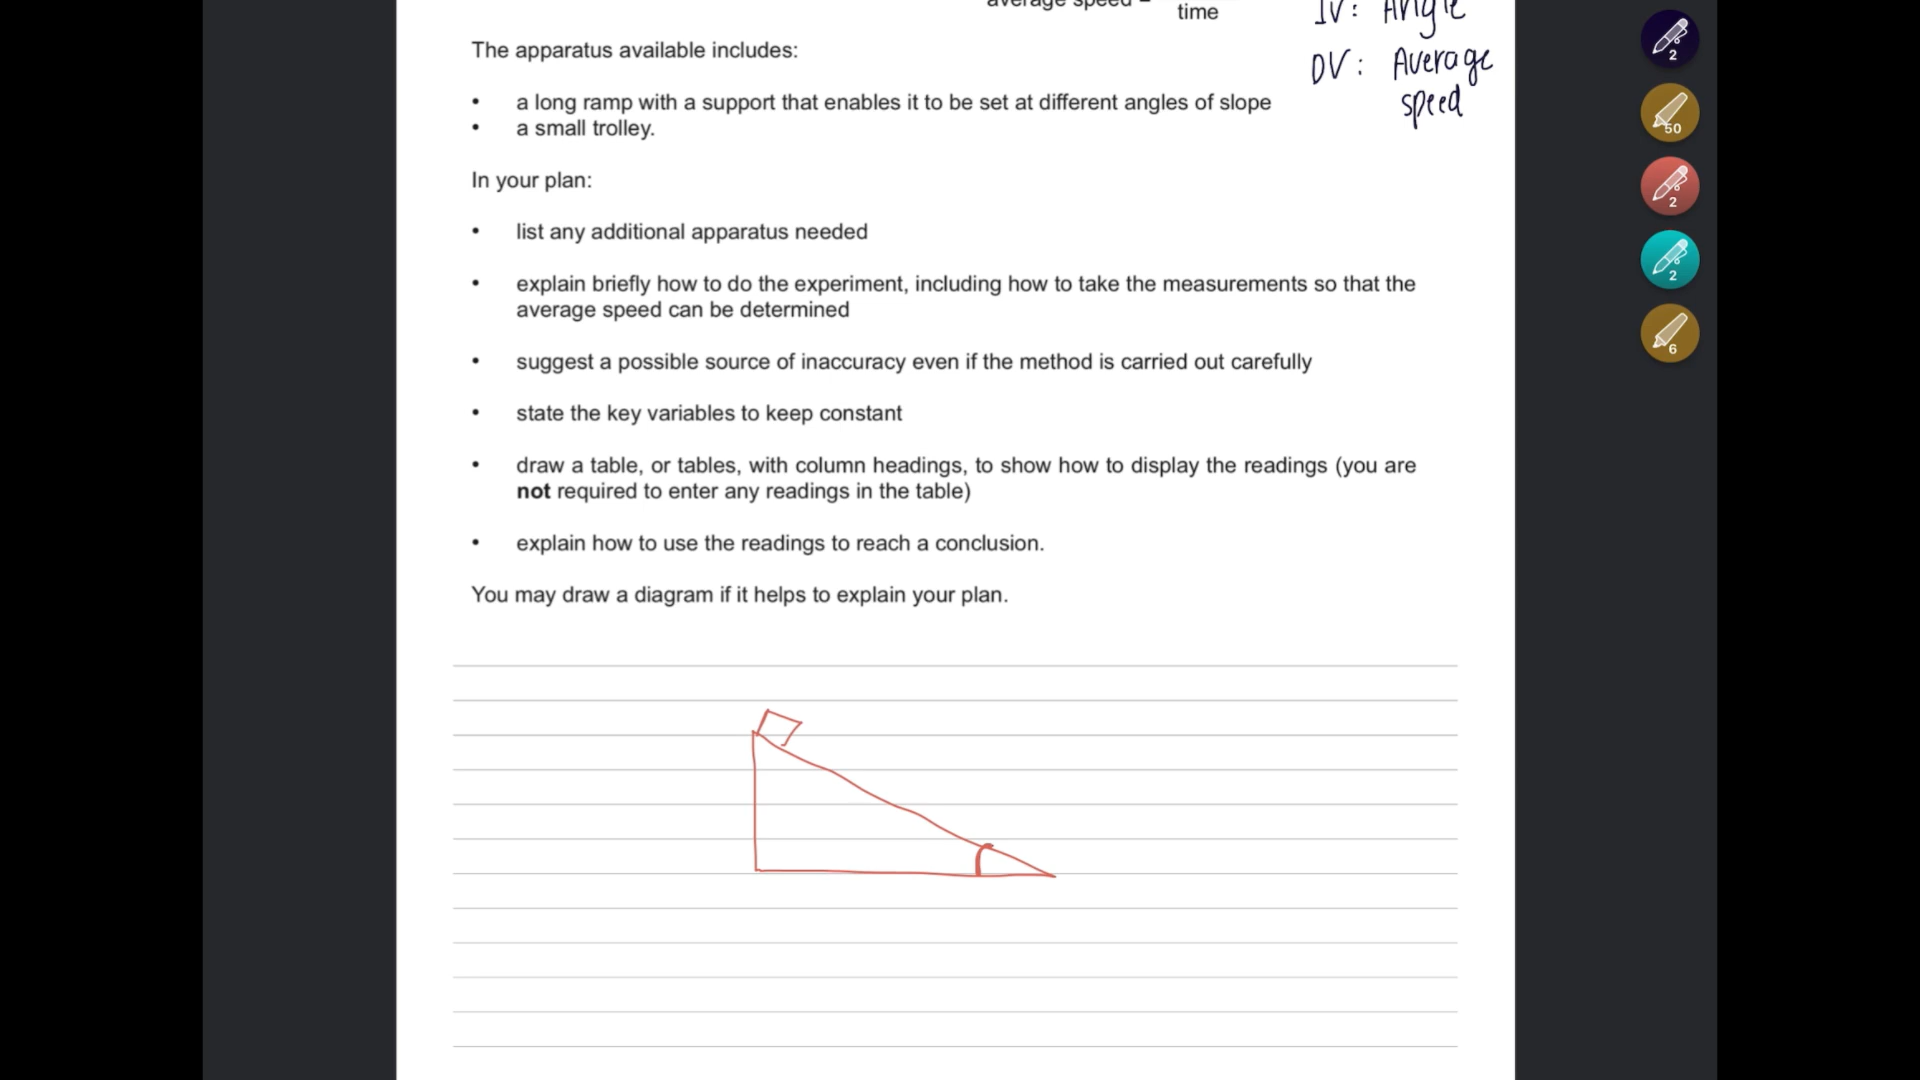 average speed =
time
IV: Angle
The apparatus available includes:
DV: Average
speed
• a long ramp with a support that enables it to be set at different angles of slope
• a small trolley.
In your plan:
• list any additional apparatus needed
• explain briefly how to do the experiment, including how to take the measurements so that the
average speed can be determined
• suggest a possible source of inaccuracy even if the method is carried out carefully
• state the key variables to keep constant
• draw a table, or tables, with column headings, to show how to display the readings (you are
not required to enter any readings in the table)
• explain how to use the readings to reach a conclusion.
You may draw a diagram if it helps to explain your plan.
2
50
2
2
6